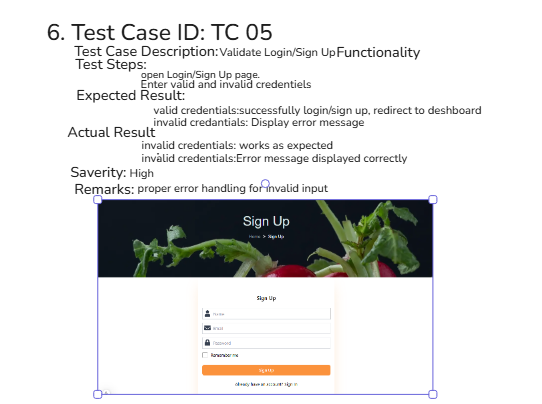 6. Test Case ID: TC 05
Test Case Description: Validate Login/Sign Up Functionality
Test Steps:
open Login/Sign Up page.
Enter valid and invalid credentiels
Expected Result:
valid credentials:successfully login/sign up, redirect to deshboard
invalid credantials: Display error message
Actual Result
invalid credentials: works as expected
invalid credentials:Error message displayed correctly
Saverity: High
Remarks: proper error handling for invalid input
Sign Up
Home > Sign Up
Sign Up
Name
Email
Password
Remember me
Sign Up
Already have an account? Sign In